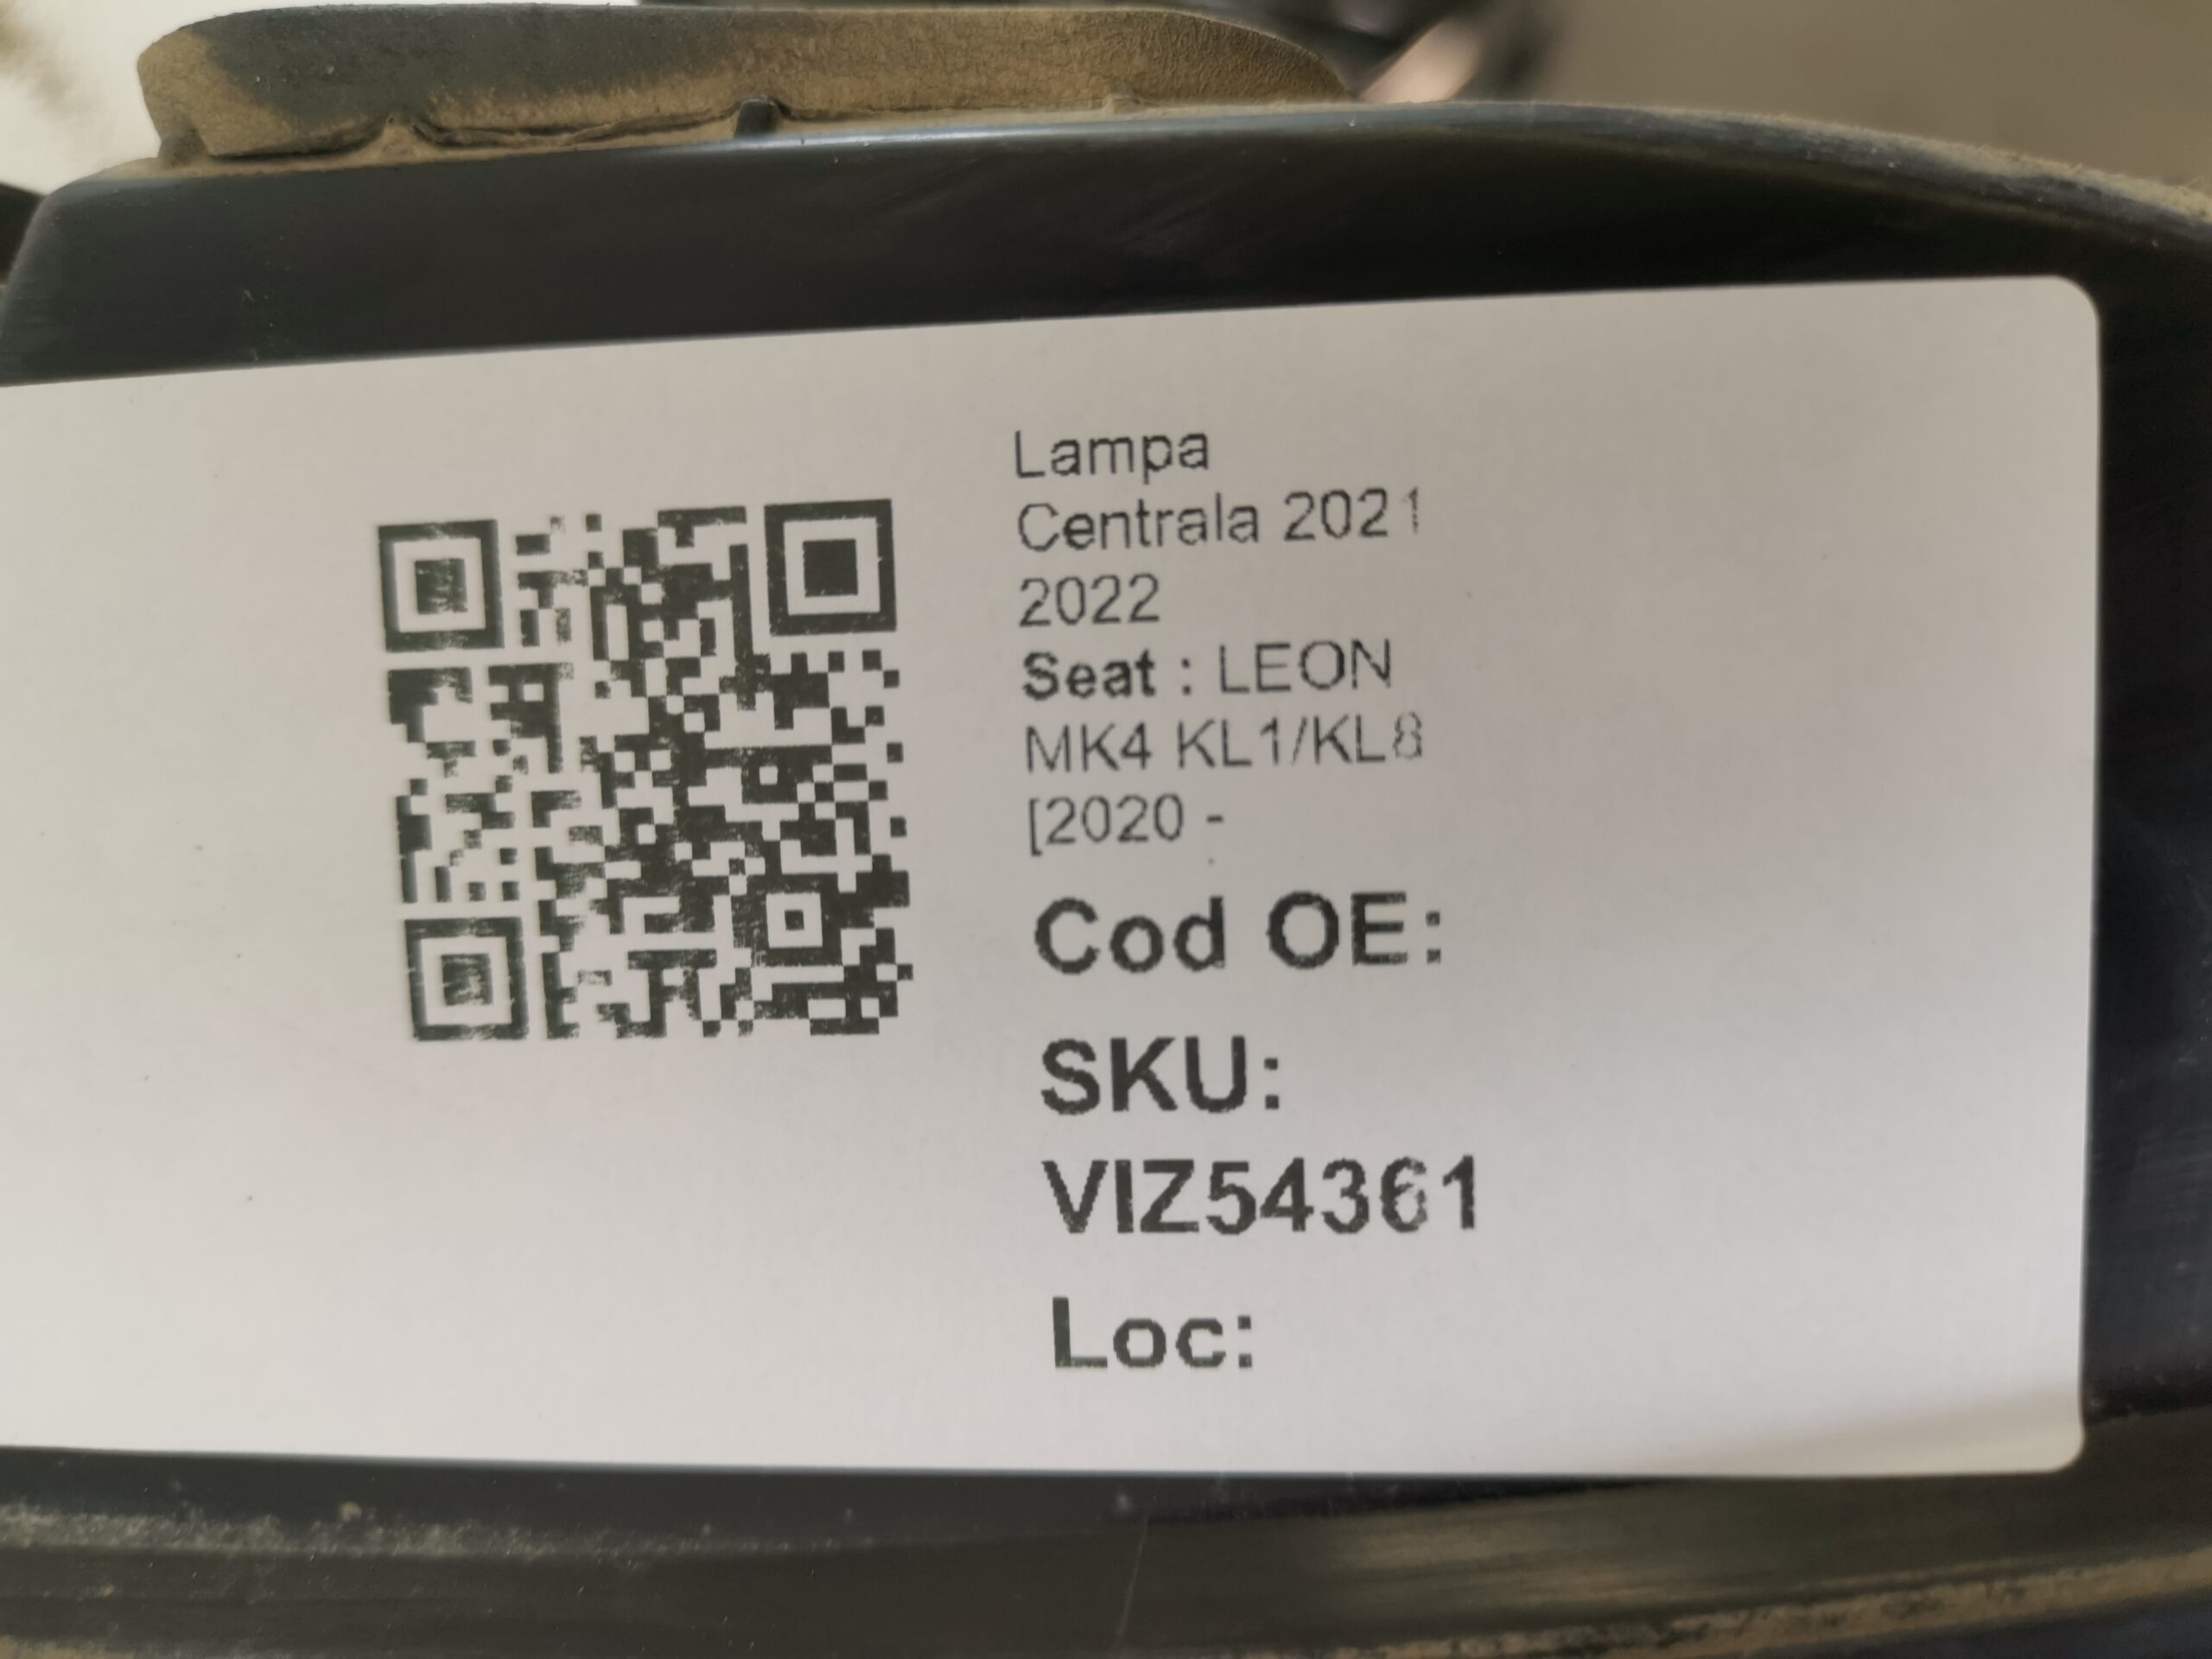 Lampa
Centrala 2021
2022
Seat : LEON
MK4 KL1/KL8
[2020 -
Cod OE:
SKU:
VIZ54361
Loc: